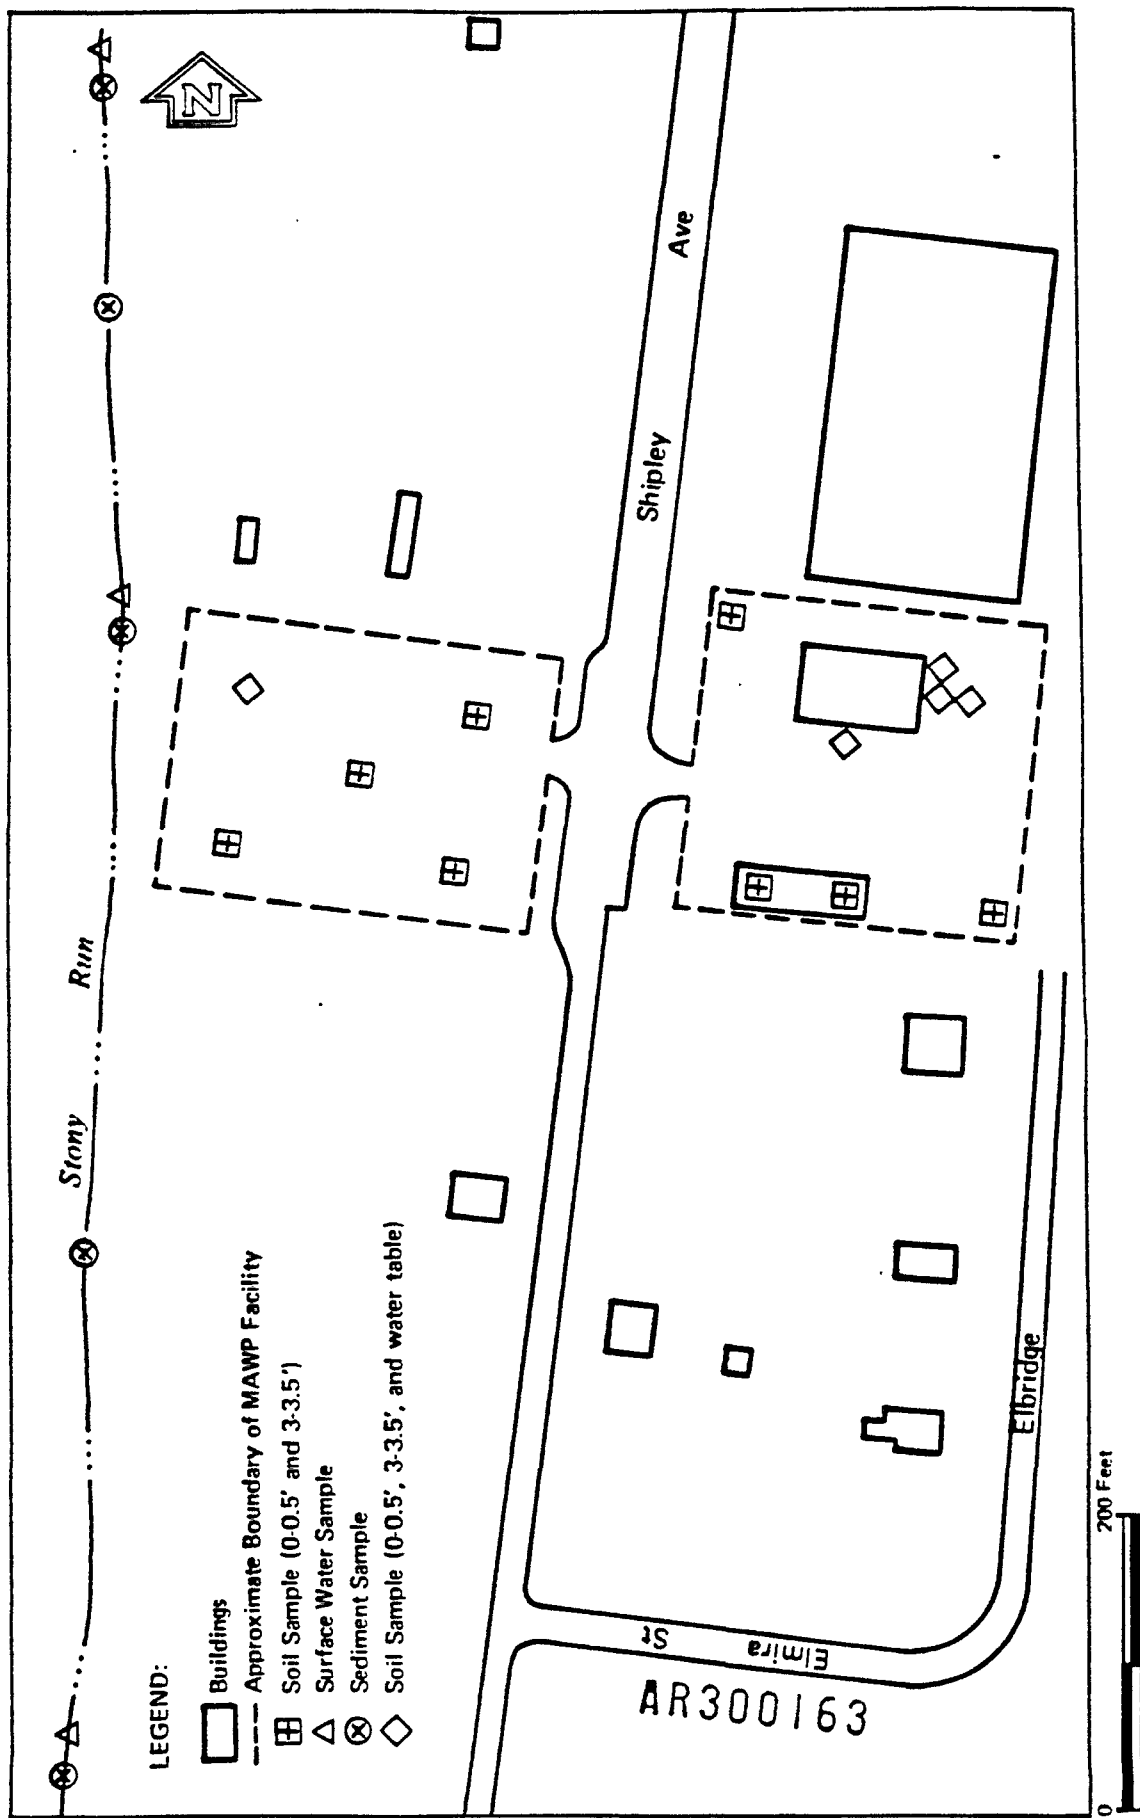 N
Stony Run
Shipley Ave
Elmira St
Elbridge
LEGEND:
Buildings
Approximate Boundary of MAWP Facility
Soil Sample (0-0.5' and 3-3.5')
Surface Water Sample
Sediment Sample
Soil Sample (0-0.5', 3-3.5', and water table)
0 200 Feet
AR300163